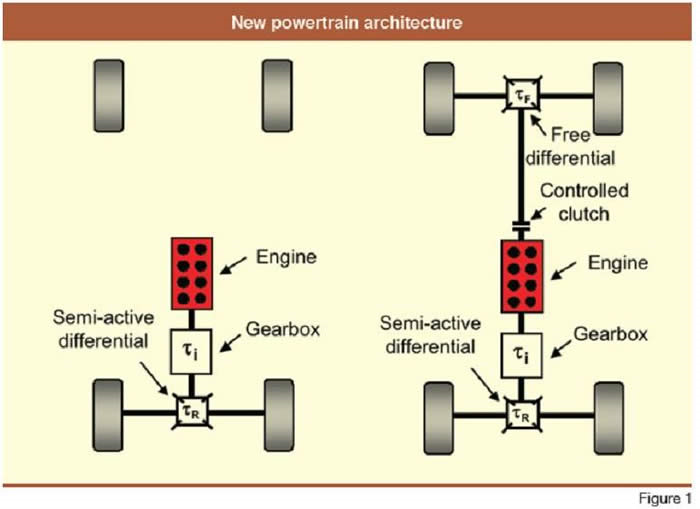 New powertrain architecture
τF
Free
differential
Controlled
clutch
Engine
Engine
Semi-active
differential
Gearbox
τi
Semi-active
differential
Gearbox
τi
τR
τR
Figure 1